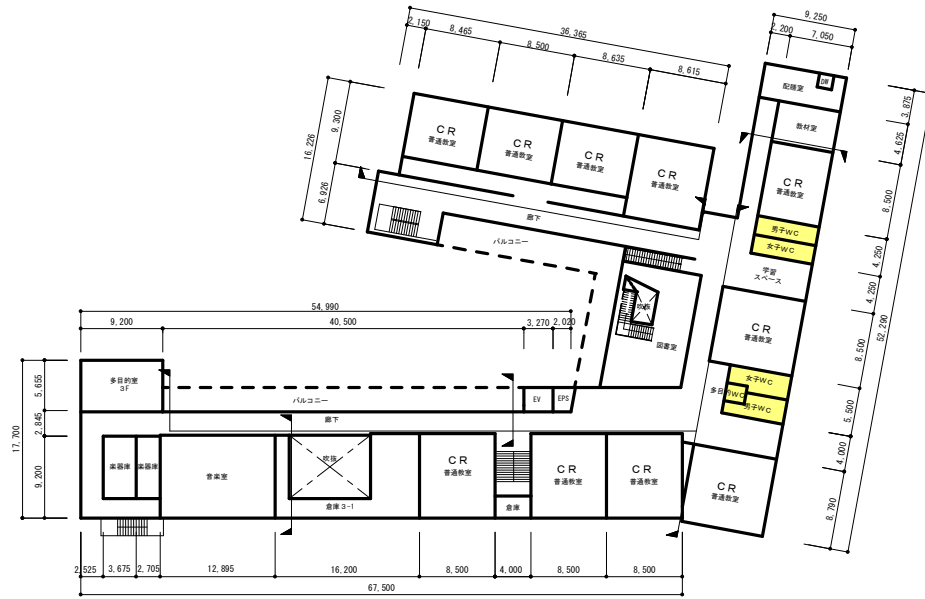 9,250
2,200
7,050
36,365
2,150
8,465
8,500
8,635
8,615
配膳室
DW
教材室
3,875
4,625
16,226
9,300
6,926
CR
普通教室
CR
普通教室
CR
普通教室
CR
普通教室
CR
普通教室
8,500
男子WC
女子WC
4,250
廊下
バルコニー
学習
スペース
4,250
吹抜
図書室
52,290
8,500
CR
普通教室
54,990
9,200
40,500
3,270
2,020
多目的室
3F
バルコニー
EV
EPS
女子WC
多目的WC
男子WC
5,500
17,700
5,655
2,845
9,200
廊下
4,000
楽器庫
楽器庫
音楽室
吹抜
倉庫3-1
CR
普通教室
倉庫
CR
普通教室
CR
普通教室
CR
普通教室
8,790
2,525
3,675
2,705
12,895
16,200
8,500
4,000
8,500
8,500
67,500